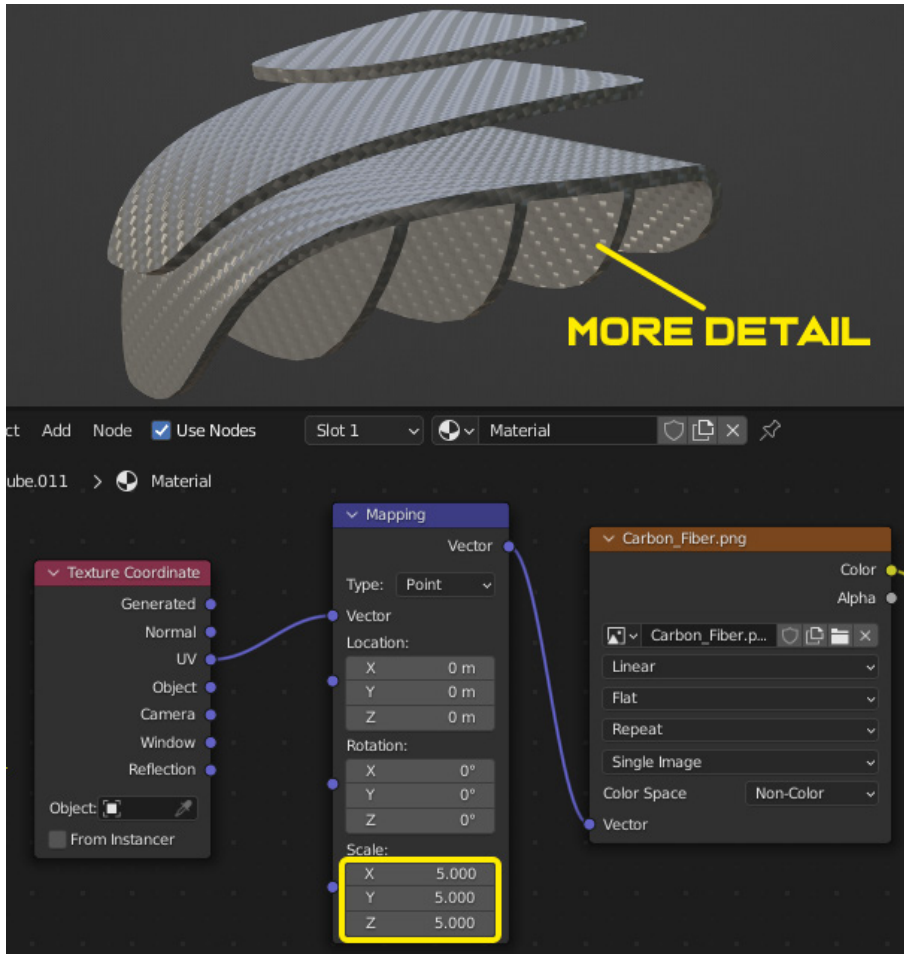 MORE DETAIL
ct Add Node Use Nodes Slot 1 Material
ube.011 > Material
Mapping
Vector
Type: Point
Vector
Location:
X 0 m
Y 0 m
Z 0 m
Rotation:
X 0°
Y 0°
Z 0°
Scale:
X 5.000
Y 5.000
Z 5.000
Texture Coordinate
Generated
Normal
UV
Object
Camera
Window
Reflection
Object:
From Instancer
Carbon_Fiber.png
Color
Alpha
Carbon_Fiber.p...
Linear
Flat
Repeat
Single Image
Color Space Non-Color
Vector